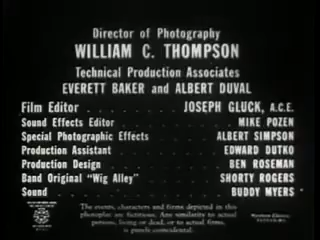 Director of Photography
WILLIAM C. THOMPSON
Technical Production Associates
EVERETT BAKER and ALBERT DUVAL
Film Editor . . . . . . . . JOSEPH GLUCK, A.C.E.
Sound Effects Editor . . . . . . . . MIKE POZEN
Special Photographic Effects . . . . . ALBERT SIMPSON
Production Assistant . . . . . . . . EDWARD DUTKO
Production Design . . . . . . . . . BEN ROSEMAN
Band Original "Wig Alley" . . . . . SHORTY ROGERS
Sound . . . . . . . . . . . . BUDDY MYERS
The events, characters and firms depicted in this
photoplay are fictitious. Any similarity to actual
persons, living or dead, or to actual firms,
is purely coincidental.